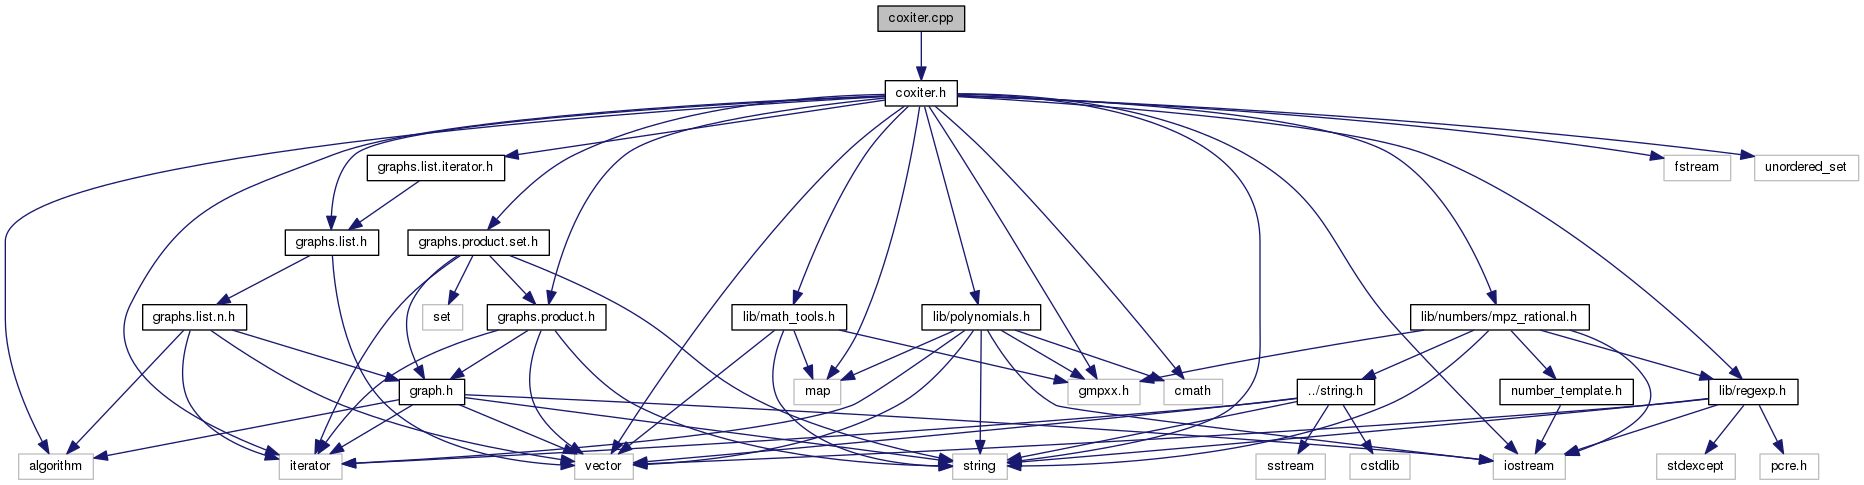 coxiter.cpp
coxiter.h
graphs.list.iterator.h
fstream
unordered_set
graphs.list.h
graphs.product.set.h
graphs.list.n.h
set
graphs.product.h
lib/math_tools.h
lib/polynomials.h
lib/numbers/mpz_rational.h
graph.h
map
gmpxx.h
cmath
../string.h
number_template.h
lib/regexp.h
algorithm
iterator
vector
string
sstream
cstdlib
iostream
stdexcept
pcre.h